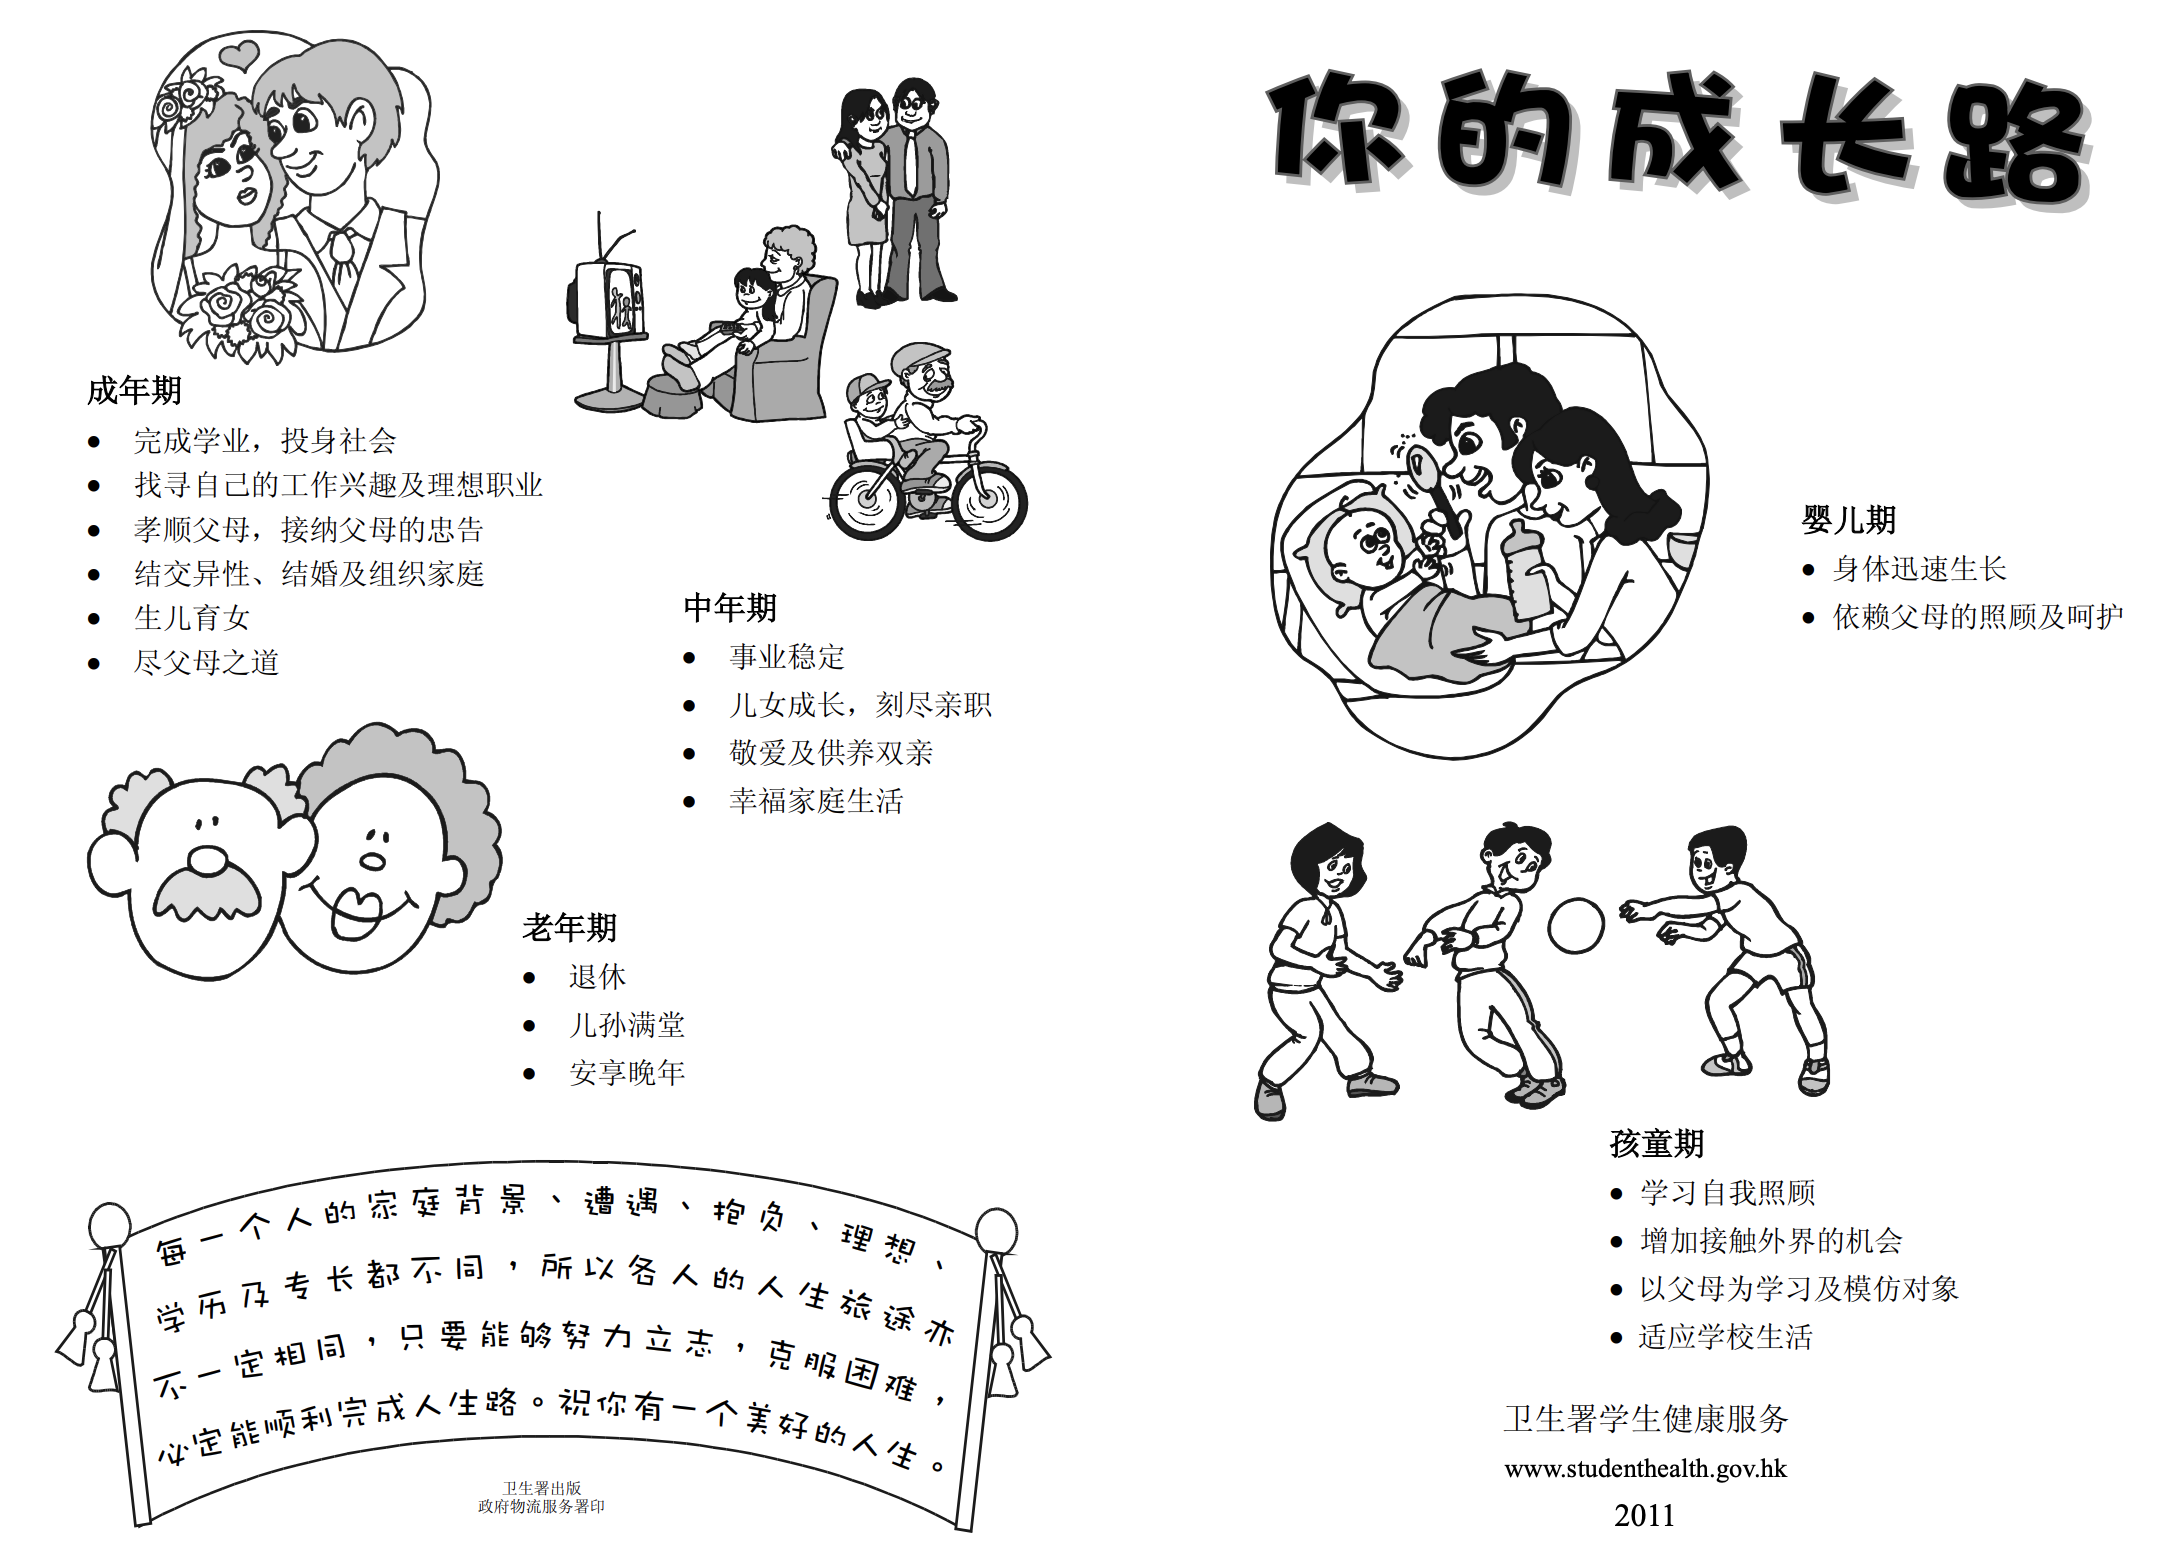 你的成长路
婴儿期
● 身体迅速生长
● 依赖父母的照顾及呵护
孩童期
● 学习自我照顾
● 增加接触外界的机会
● 以父母为学习及模仿对象
● 适应学校生活
卫生署学生健康服务
www.studenthealth.gov.hk
2011
成年期
● 完成学业，投身社会
● 找寻自己的工作兴趣及理想职业
● 孝顺父母，接纳父母的忠告
● 结交异性、结婚及组织家庭
● 生儿育女
● 尽父母之道
中年期
● 事业稳定
● 儿女成长，刻尽亲职
● 敬爱及供养双亲
● 幸福家庭生活
老年期
● 退休
● 儿孙满堂
● 安享晚年
每一个人的家庭背景、遭遇、抱负、理想、
学历及专长都不同，所以各人的人生旅途亦
不一定相同，只要能够努力立志，克服困难，
必定能顺利完成人生路。祝你有一个美好的人生。
卫生署出版
政府物流服务署印